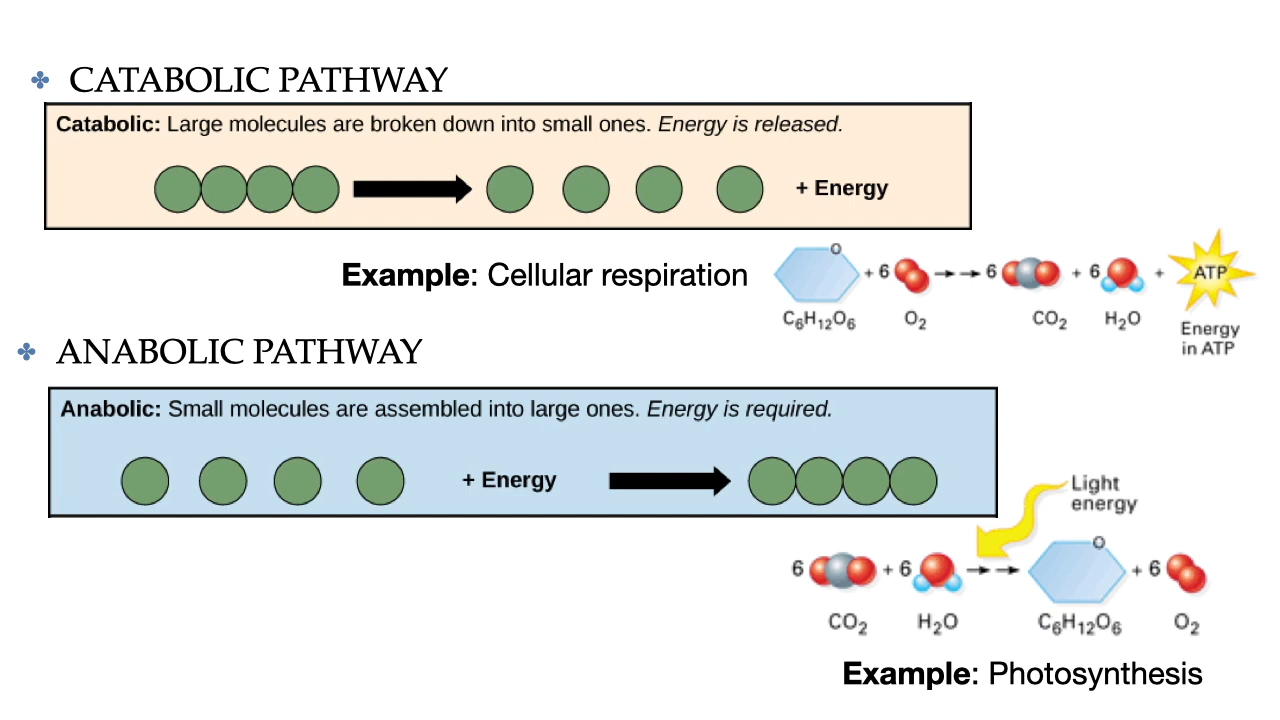 CATABOLIC PATHWAY
Catabolic: Large molecules are broken down into small ones. Energy is released.
+ Energy
Example: Cellular respiration
O
+ 6 6 + 6 + ATP
C6H12O6 O2 CO2 H2O
Energy
in ATP
ANABOLIC PATHWAY
Anabolic: Small molecules are assembled into large ones. Energy is required.
+ Energy
Light
energy
O
6 + 6 + 6
CO2 H2O C6H12O6 O2
Example: Photosynthesis